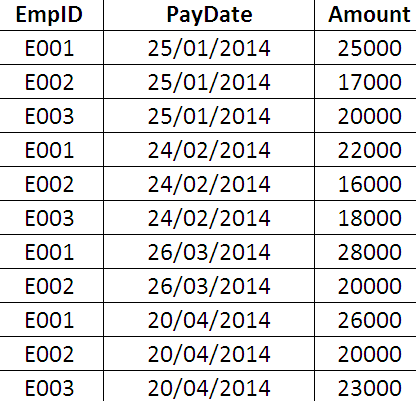 EmpID PayDate Amount
E001 25/01/2014 25000
E002 25/01/2014 17000
E003 25/01/2014 20000
E001 24/02/2014 22000
E002 24/02/2014 16000
E003 24/02/2014 18000
E001 26/03/2014 28000
E002 26/03/2014 20000
E001 20/04/2014 26000
E002 20/04/2014 20000
E003 20/04/2014 23000